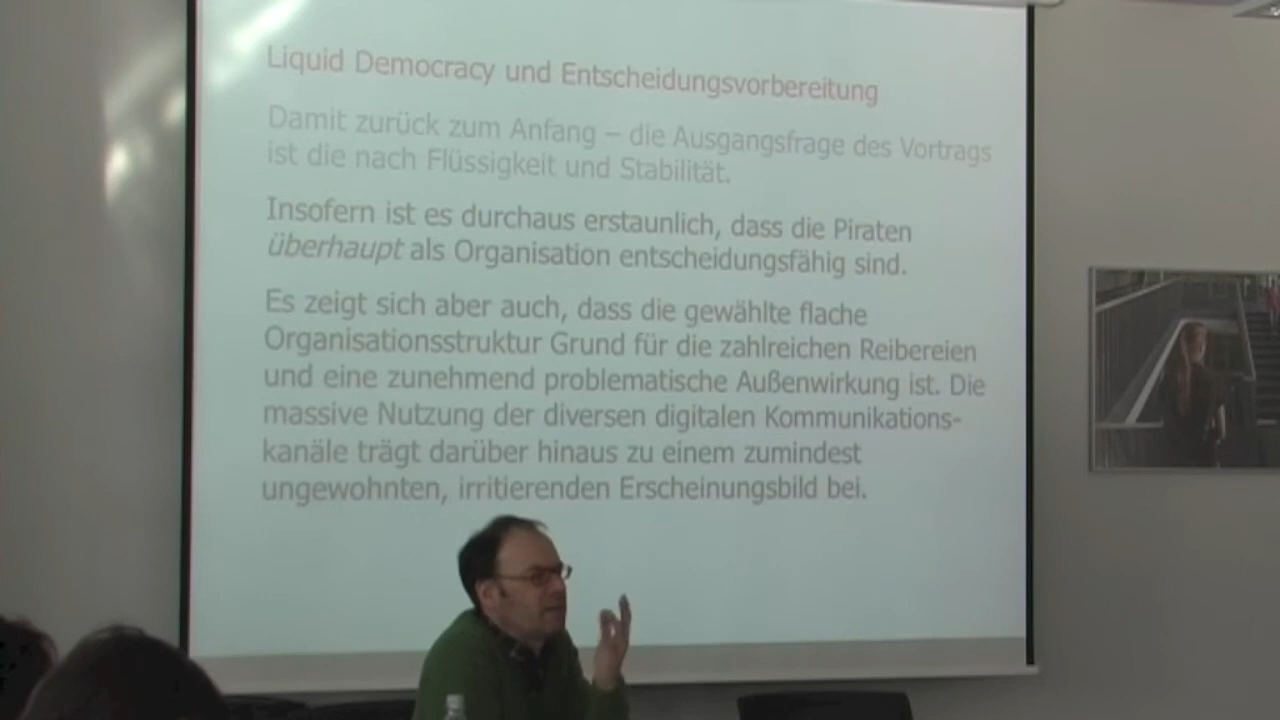 Liquid Democracy und Entscheidungsvorbereitung
Damit zurück zum Anfang – die Ausgangsfrage des Vortrags
ist die nach Flüssigkeit und Stabilität.
Insofern ist es durchaus erstaunlich, dass die Piraten
überhaupt als Organisation entscheidungsfähig sind.
Es zeigt sich aber auch, dass die gewählte flache
Organisationsstruktur Grund für die zahlreichen Reibereien
und eine zunehmend problematische Außenwirkung ist. Die
massive Nutzung der diversen digitalen Kommunikations-
kanäle trägt darüber hinaus zu einem zumindest
ungewohnten, irritierenden Erscheinungsbild bei.